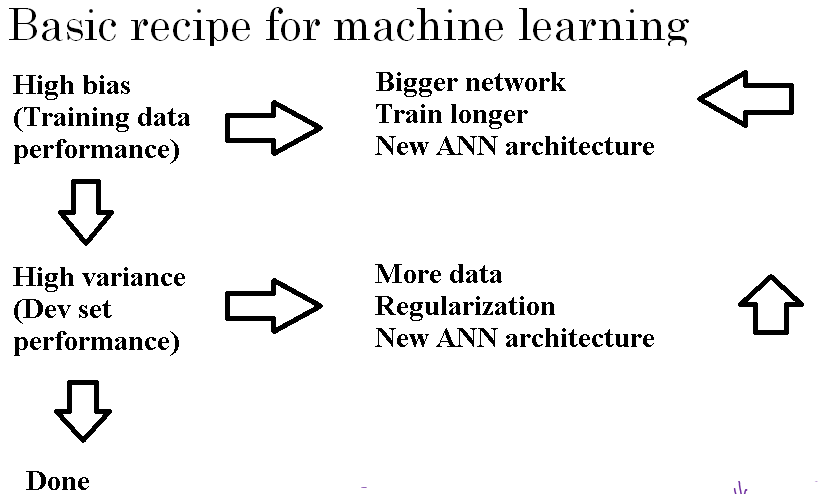 Basic recipe for machine learning
High bias
(Training data
performance)
Bigger network
Train longer
New ANN architecture
High variance
(Dev set
performance)
More data
Regularization
New ANN architecture
Done